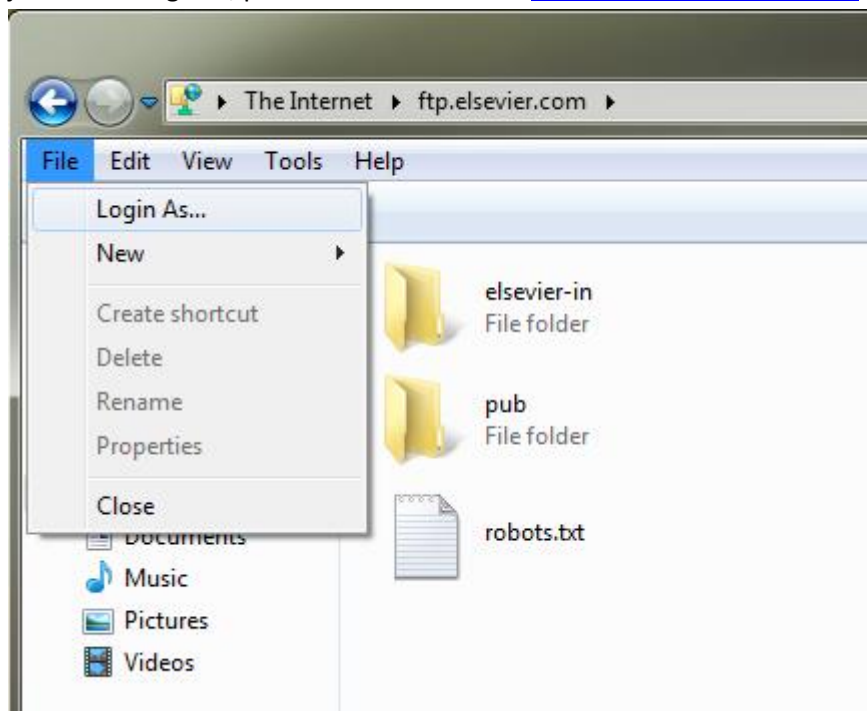 The Internet ftp.elsevier.com
File Edit View Tools Help
Login As...
New
Create shortcut
Delete
Rename
Properties
Close
elsevier-in
File folder
pub
File folder
robots.txt
Documents
Music
Pictures
Videos